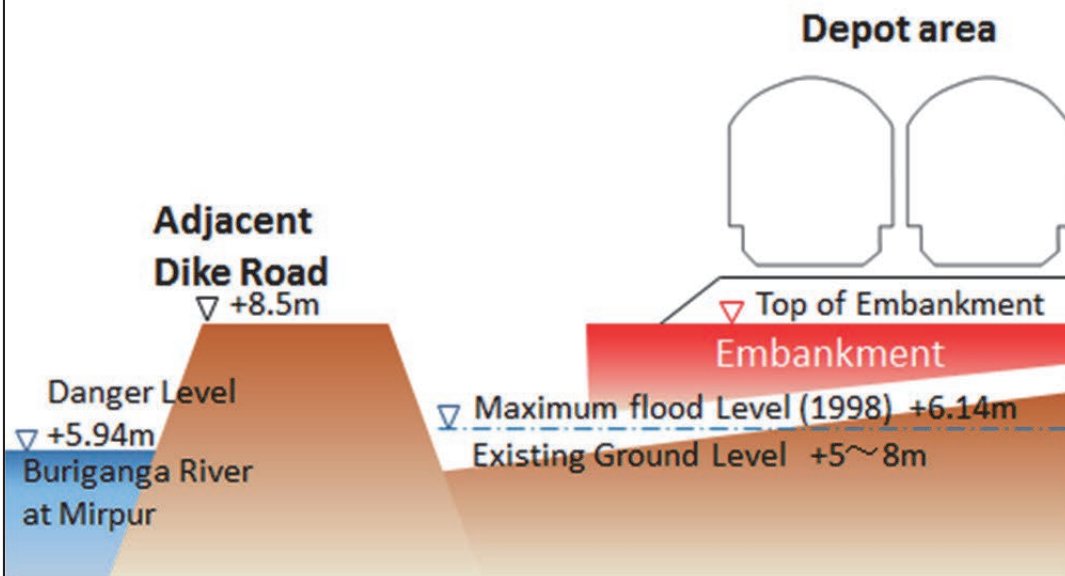 Depot area
Adjacent
Dike Road
+8.5m
Top of Embankment
Embankment
Danger Level
+5.94m
Maximum flood Level (1998) +6.14m
Existing Ground Level +5~8m
Buriganga River
at Mirpur